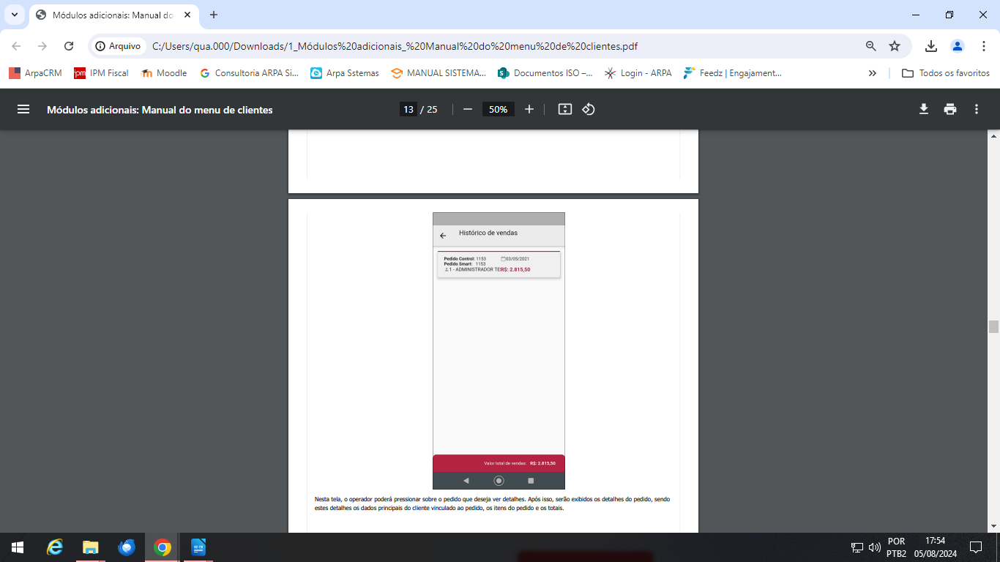 Módulos adicionais: Manual do
Arquivo
C:/Users/qua.000/Downloads/1_Módulos%20adicionais_%20Manual%20do%20menu%20de%20clientes.pdf
ArpaCRM
ipm
IPM Fiscal
Moodle
Consultoria ARPA Si...
Arpa Sstemas
MANUAL SISTEMA...
Documentos ISO –...
Login - ARPA
Feedz | Engajament...
Todos os favoritos
Módulos adicionais: Manual do menu de clientes
13 / 25
50%
Histórico de vendas
Pedido Control: 1153
03/05/2021
Pedido Smart: 1153
1 - ADMINISTRADOR TE
R$: 2.815,50
Valor total de vendas: R$: 2.815,50
Nesta tela, o operador poderá pressionar sobre o pedido que deseja ver detalhes. Após isso, serão exibidos os detalhes do pedido, sendo
estes detalhes os dados principais do cliente vinculado ao pedido, os itens do pedido e os totais.
POR
17:54
PTB2
05/08/2024